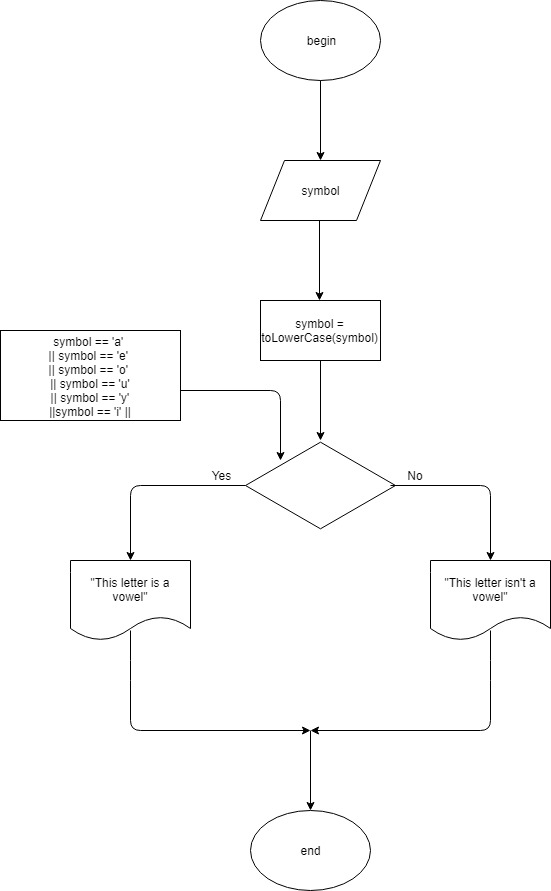 begin
symbol
symbol =
toLowerCase(symbol)
symbol == 'a'
|| symbol == 'e'
|| symbol == 'o'
|| symbol == 'u'
|| symbol == 'y'
||symbol == 'i' ||
Yes
No
"This letter is a
vowel"
"This letter isn't a
vowel"
end